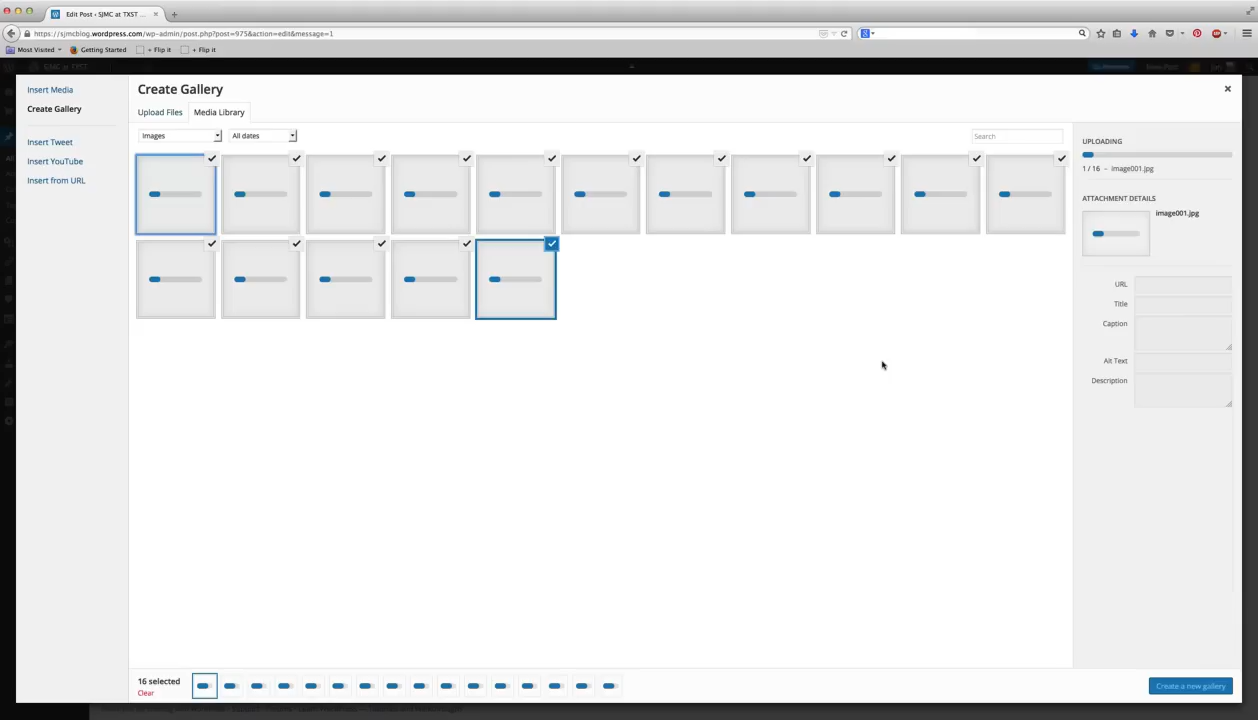 Edit Post ‹ SJMC at TXST ...
https://sjmcblog.wordpress.com/wp-admin/post.php?post=975&action=edit&message=1
Most Visited
Getting Started
+ Flip it
+ Flip it
SJMC at TXST
Insert Media
Create Gallery
Insert Tweet
Insert YouTube
Insert from URL
Create Gallery
Upload Files
Media Library
Images
All dates
Search
UPLOADING
1 / 16 – image001.jpg
ATTACHMENT DETAILS
image001.jpg
URL
Title
Caption
Alt Text
Description
16 selected
Clear
Create a new gallery